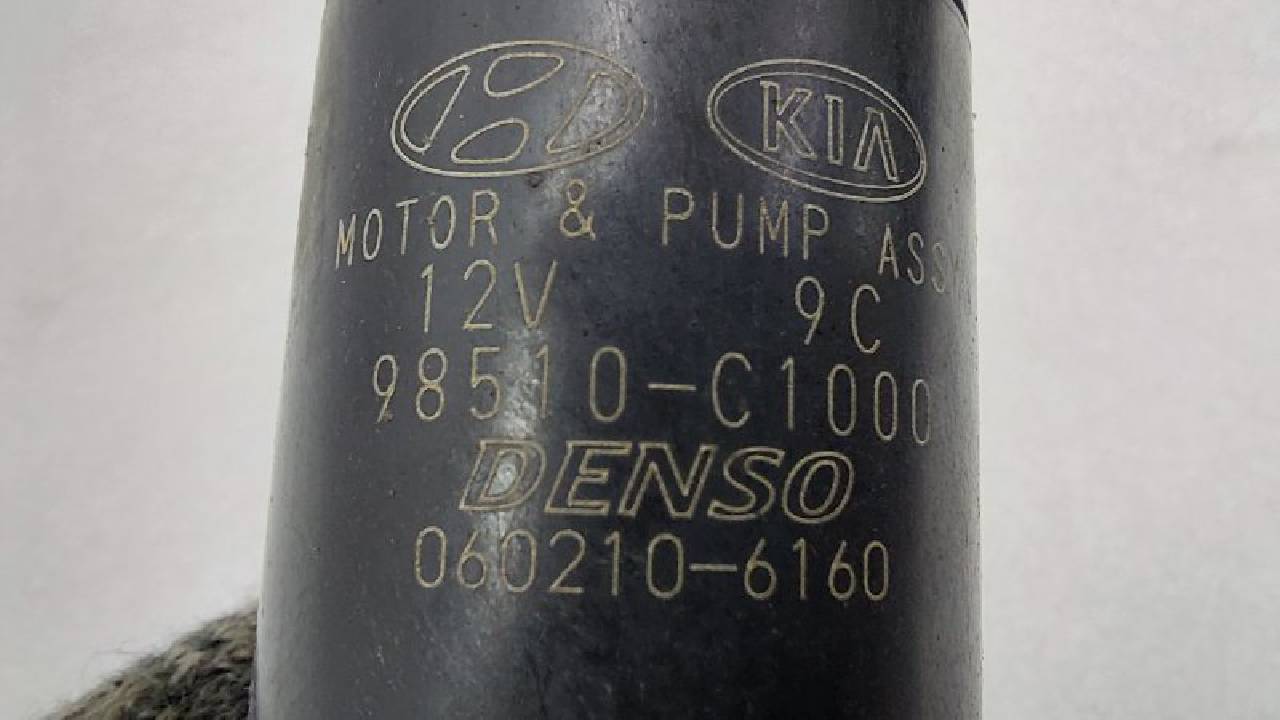 KIA
MOTOR & PUMP ASSY
12V 9C
98510-C1000
DENSO
060210-6160